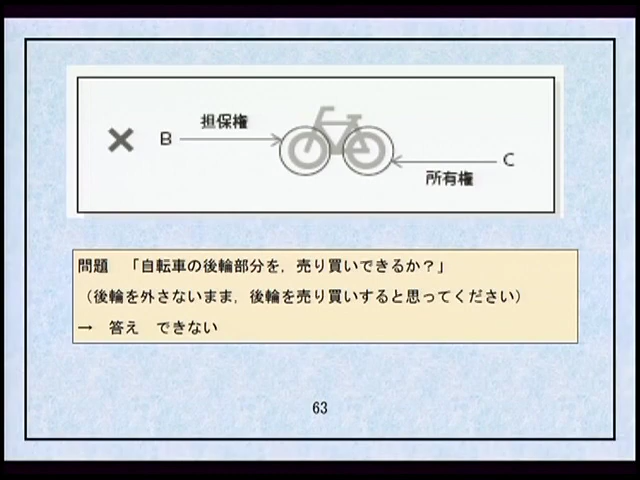 × B 担保権
所有権 C
問題 「自転車の後輪部分を，売り買いできるか？」
（後輪を外さないまま，後輪を売り買いすると思ってください）
→ 答え できない
63